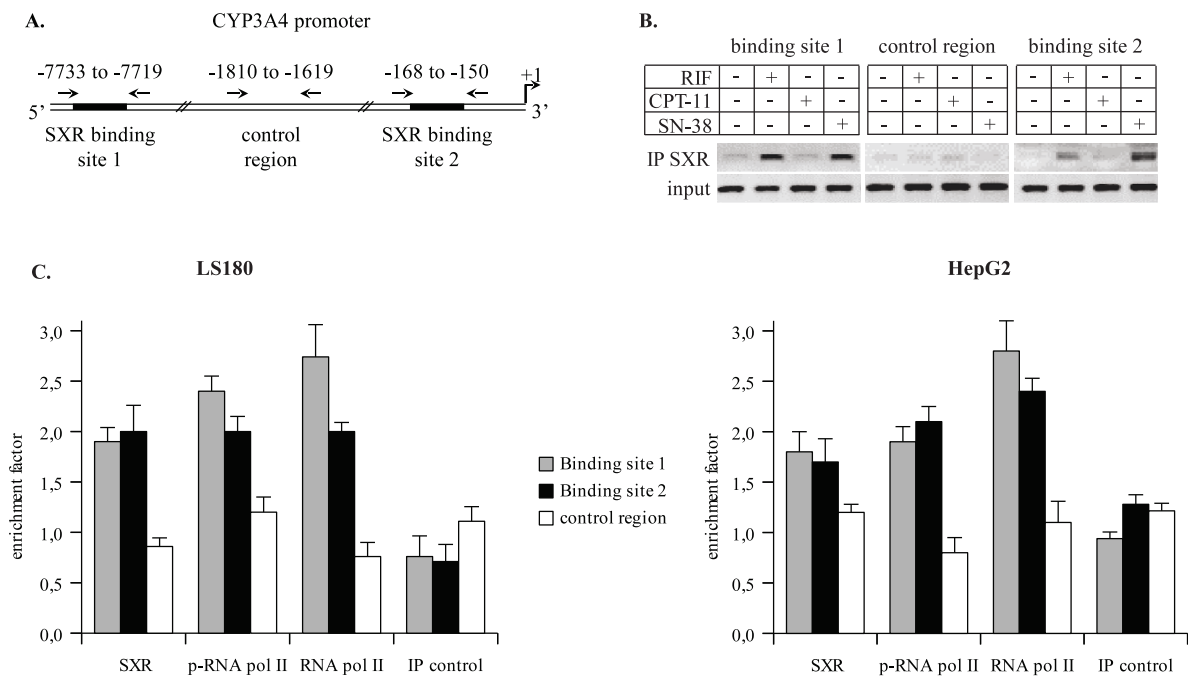 A.
CYP3A4 promoter
-7733 to -7719
-1810 to -1619
-168 to -150
+1
5’
3’
SXR binding site 1
control region
SXR binding site 2
B.
binding site 1
control region
binding site 2
RIF - + - - - + - - - + - -
CPT-11 - - + - - - + - - - + -
SN-38 - - - + - - - + - - - +
IP SXR
input
C.
LS180
enrichment factor
3,0
2,5
2,0
1,5
1,0
0,5
0,0
SXR
p-RNA pol II
RNA pol II
IP control
Binding site 1
Binding site 2
control region
HepG2
enrichment factor
3,0
2,5
2,0
1,5
1,0
0,5
0,0
SXR
p-RNA pol II
RNA pol II
IP control